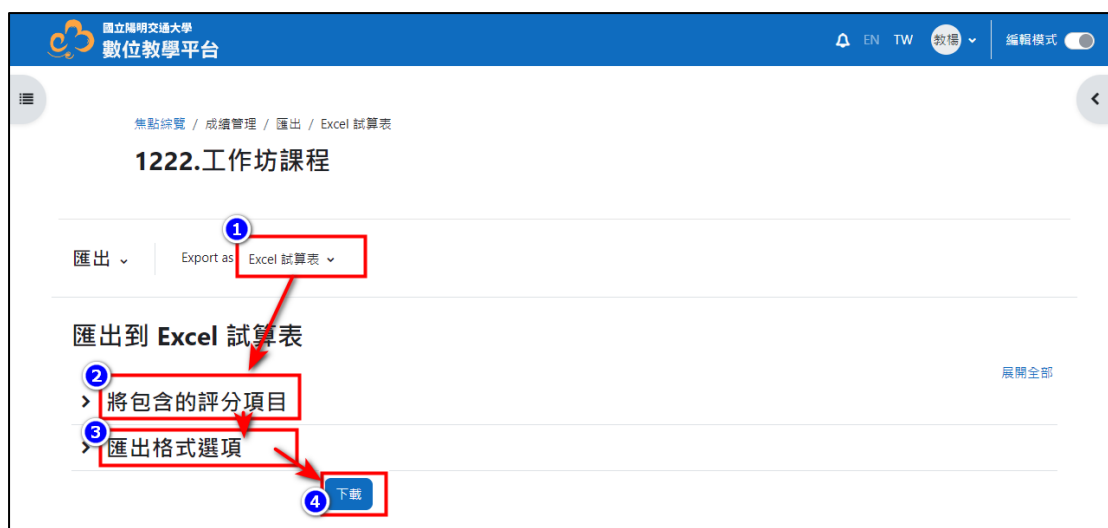 國立陽明交通大學
數位教學平台
EN TW 教楊 編輯模式
焦點綜覽 / 成績管理 / 匯出 / Excel 試算表
1222.工作坊課程
1
匯出 Export as Excel 試算表
匯出到 Excel 試算表
展開全部
2
將包含的評分項目
3
匯出格式選項
4 下載